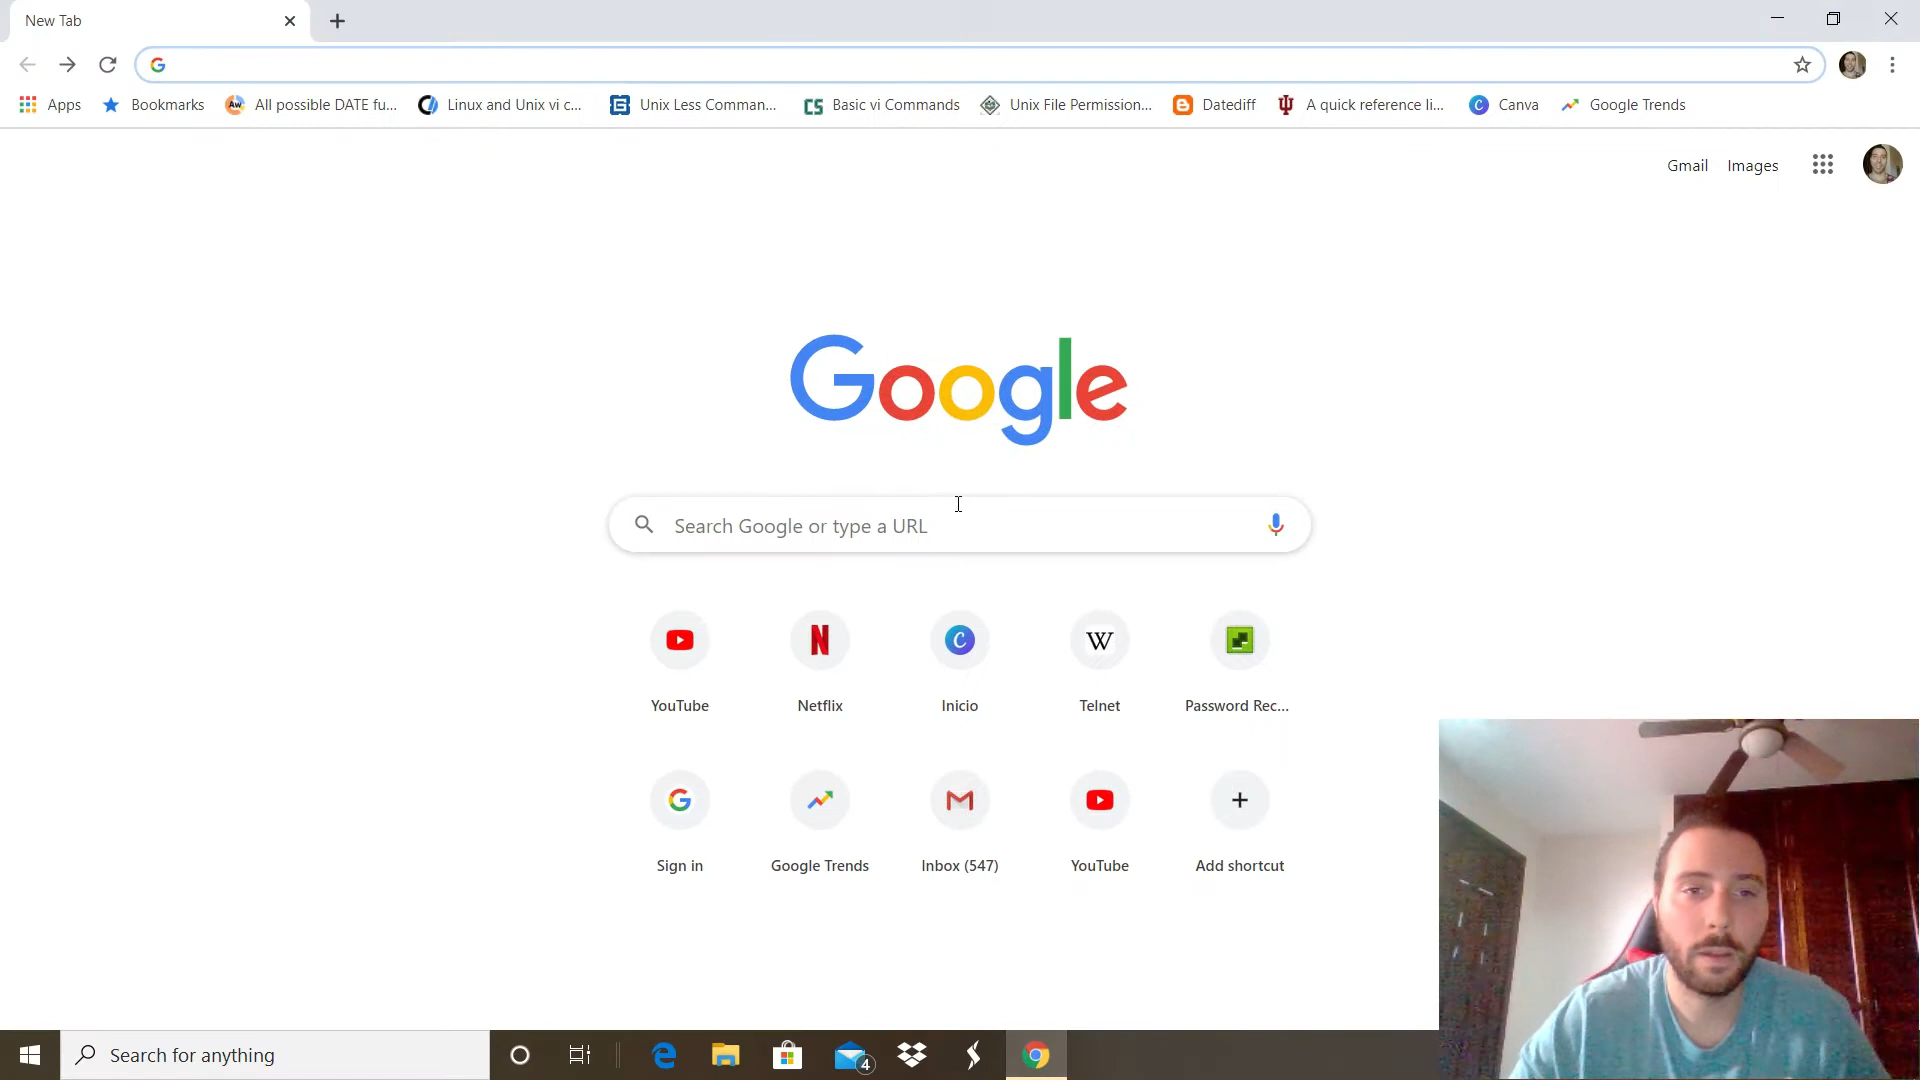 New Tab
Apps Bookmarks All possible DATE fu... Linux and Unix vi c... Unix Less Comman... Basic vi Commands Unix File Permission... Datediff A quick reference li... Canva Google Trends
Gmail Images
Google
Search Google or type a URL
YouTube Netflix Inicio Telnet Password Rec...
Sign in Google Trends Inbox (547) YouTube Add shortcut
Search for anything
4